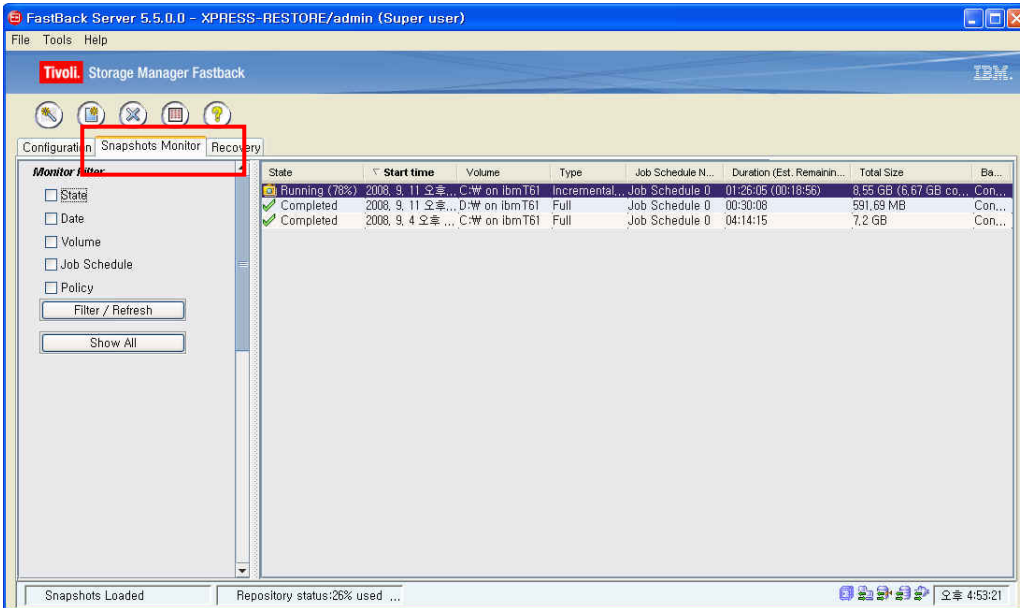 FastBack Server 5.5.0.0 - XPRESS-RESTORE/admin (Super user)
File Tools Help
Tivoli. Storage Manager Fastback IBM.
Configuration Snapshots Monitor Recovery
Monitor Filter
State
Date
Volume
Job Schedule
Policy
Filter / Refresh
Show All
State Start time Volume Type Job Schedule N... Duration (Est. Remainin... Total Size Ba...
Running (78%) 2008. 9. 11 오후... C:₩ on ibmT61 Incremental... Job Schedule 0 01:26:05 (00:18:56) 8,55 GB (6,67 GB co... Con...
Completed 2008. 9. 11 오후... D:₩ on ibmT61 Full Job Schedule 0 00:30:08 591,69 MB Con...
Completed 2008. 9. 4 오후 ... C:₩ on ibmT61 Full Job Schedule 0 04:14:15 7,2 GB Con...
Snapshots Loaded Repository status:26% used ... 오후 4:53:21